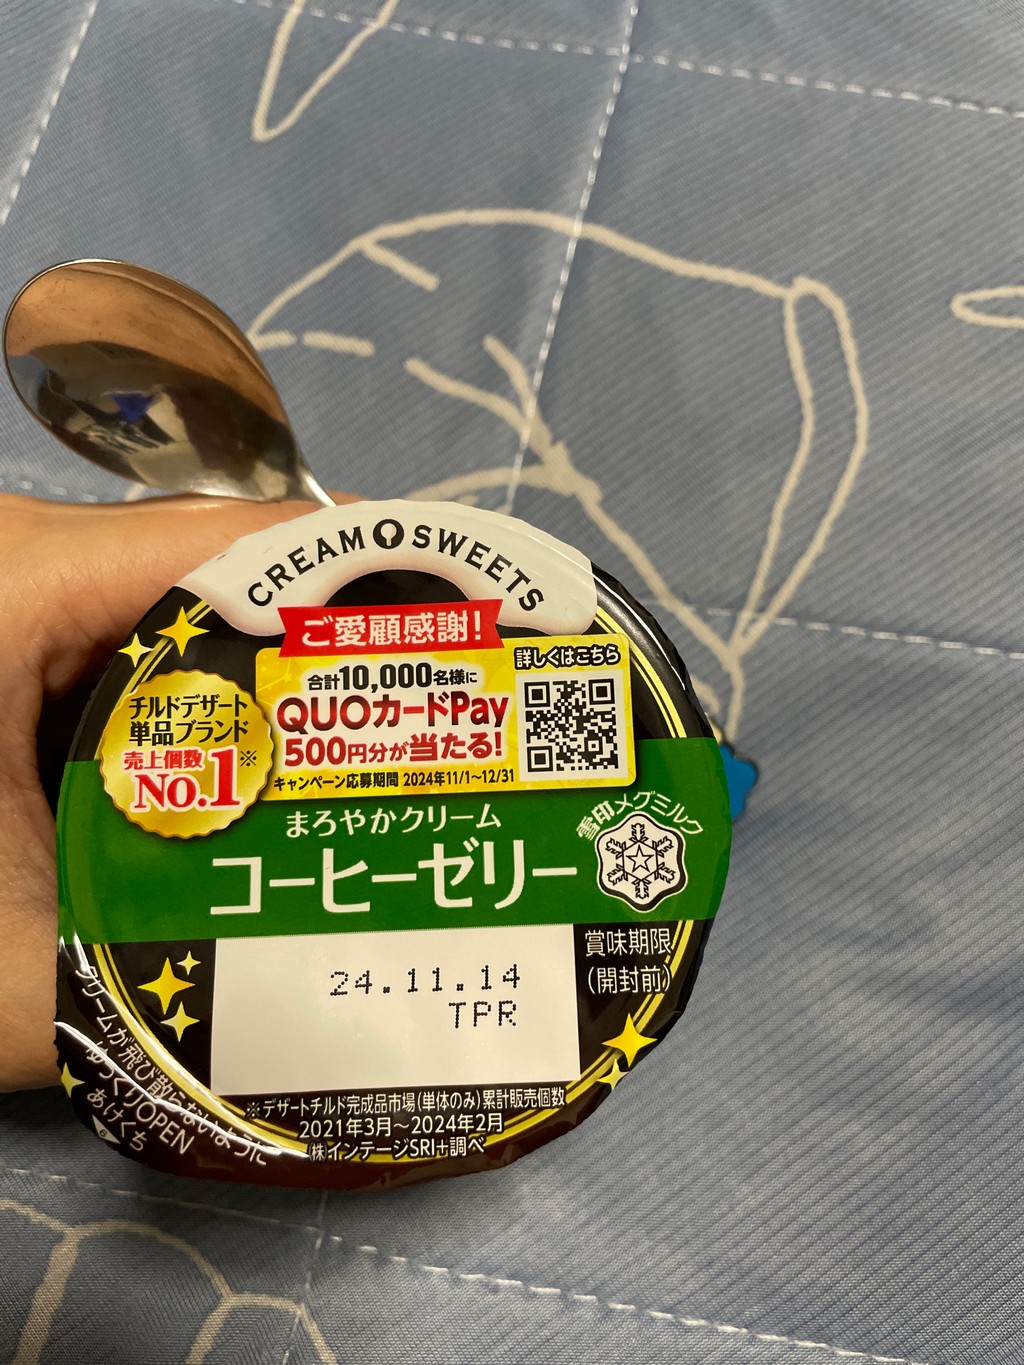 CREAM SWEETS
ご愛顧感謝!
詳しくはこちら
合計10,000名様に
QUOカードPay
500円分が当たる!
キャンペーン応募期間 2024年11/1~12/31
チルドデザート
単品ブランド
売上個数※
No.1
まろやかクリーム
コーヒーゼリー
雪印メグミルク
賞味期限
(開封前)
24.11.14
TPR
クリームが飛び散らないように
ゆっくりOPEN
あけくち
※デザートチルド完成品市場(単体のみ)累計販売個数
2021年3月~2024年2月
㈱インテージSRI+調べ